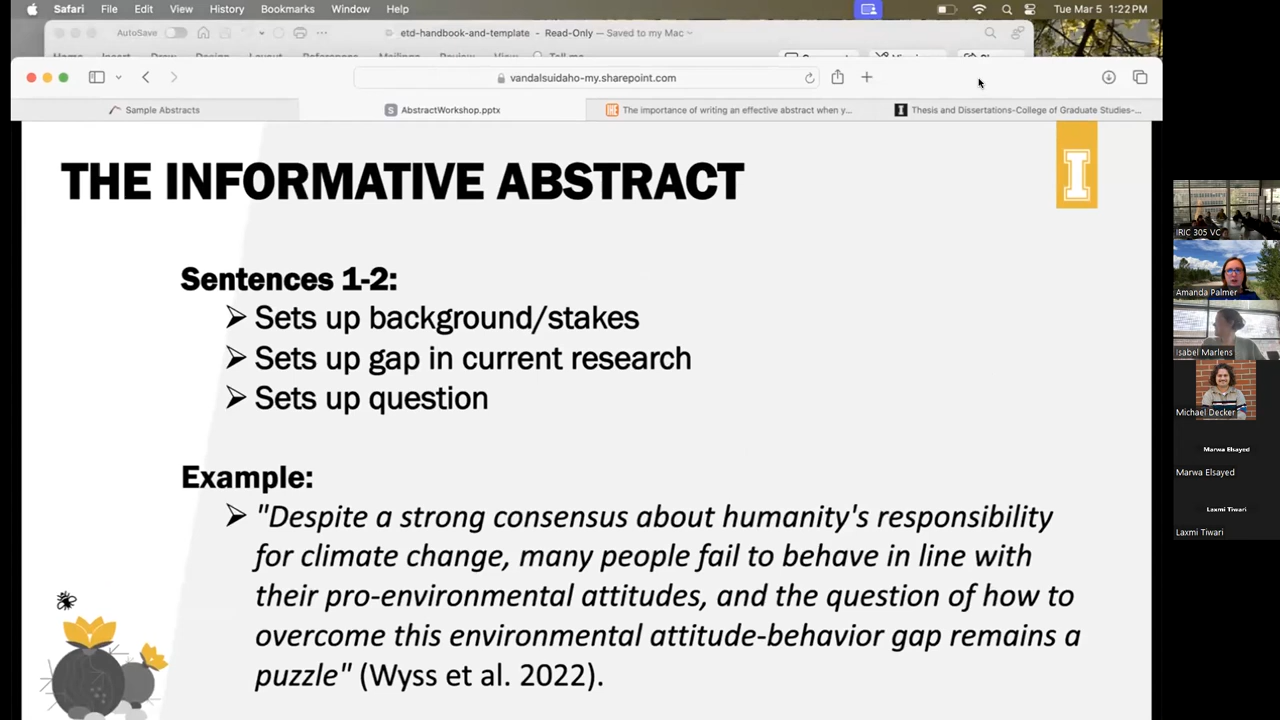 Safari File Edit View History Bookmarks Window Help Tue Mar 5 1:22 PM
AutoSave etd-handbook-and-template - Read-Only — Saved to my Mac
vandalsuidaho-my.sharepoint.com
Sample Abstracts AbstractWorkshop.pptx The importance of writing an effective abstract when y... Thesis and Dissertations-College of Graduate Studies-...
THE INFORMATIVE ABSTRACT
I
Sentences 1-2:
➢ Sets up background/stakes
➢ Sets up gap in current research
➢ Sets up question
Example:
➢ "Despite a strong consensus about humanity's responsibility
for climate change, many people fail to behave in line with
their pro-environmental attitudes, and the question of how to
overcome this environmental attitude-behavior gap remains a
puzzle" (Wyss et al. 2022).
IRIC 305 VC
Amanda Palmer
Isabel Marlens
Michael Decker
Marwa Elsayed
Marwa Elsayed
Laxmi Tiwari
Laxmi Tiwari